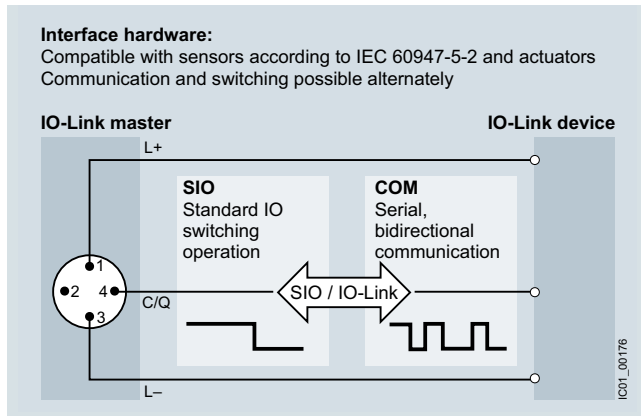 Interface hardware:
Compatible with sensors according to IEC 60947-5-2 and actuators
Communication and switching possible alternately
IO-Link master
IO-Link device
L+
SIO
Standard IO
switching
operation
COM
Serial,
bidirectional
communication
1
2
4
3
C/Q
SIO / IO-Link
L–
IC01_00176